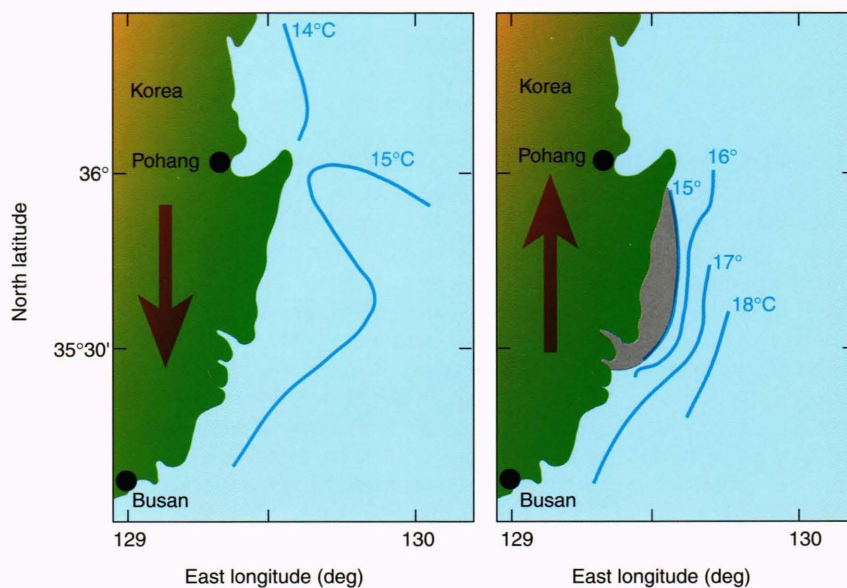 North latitude
36°
35°30'
14°C
Korea
Pohang
15°C
Busan
129
130
East longitude (deg)
Korea
Pohang
16°
15°
17°
18°C
Busan
129
130
East longitude (deg)